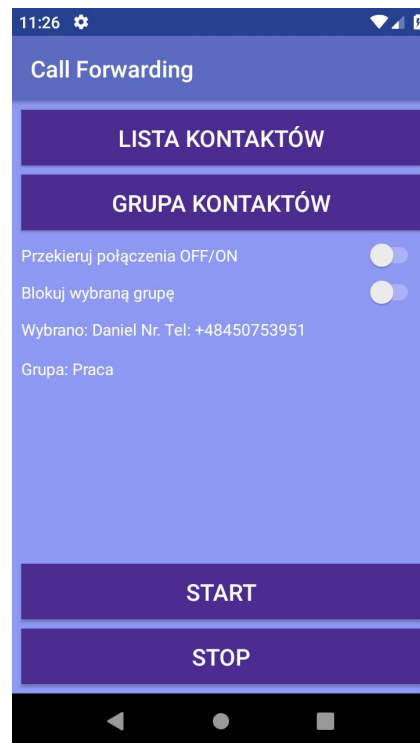 11:26
Call Forwarding
LISTA KONTAKTÓW
GRUPA KONTAKTÓW
Przekieruj połączenia OFF/ON
Blokuj wybraną grupę
Wybrano: Daniel Nr. Tel: +48450753951
Grupa: Praca
START
STOP